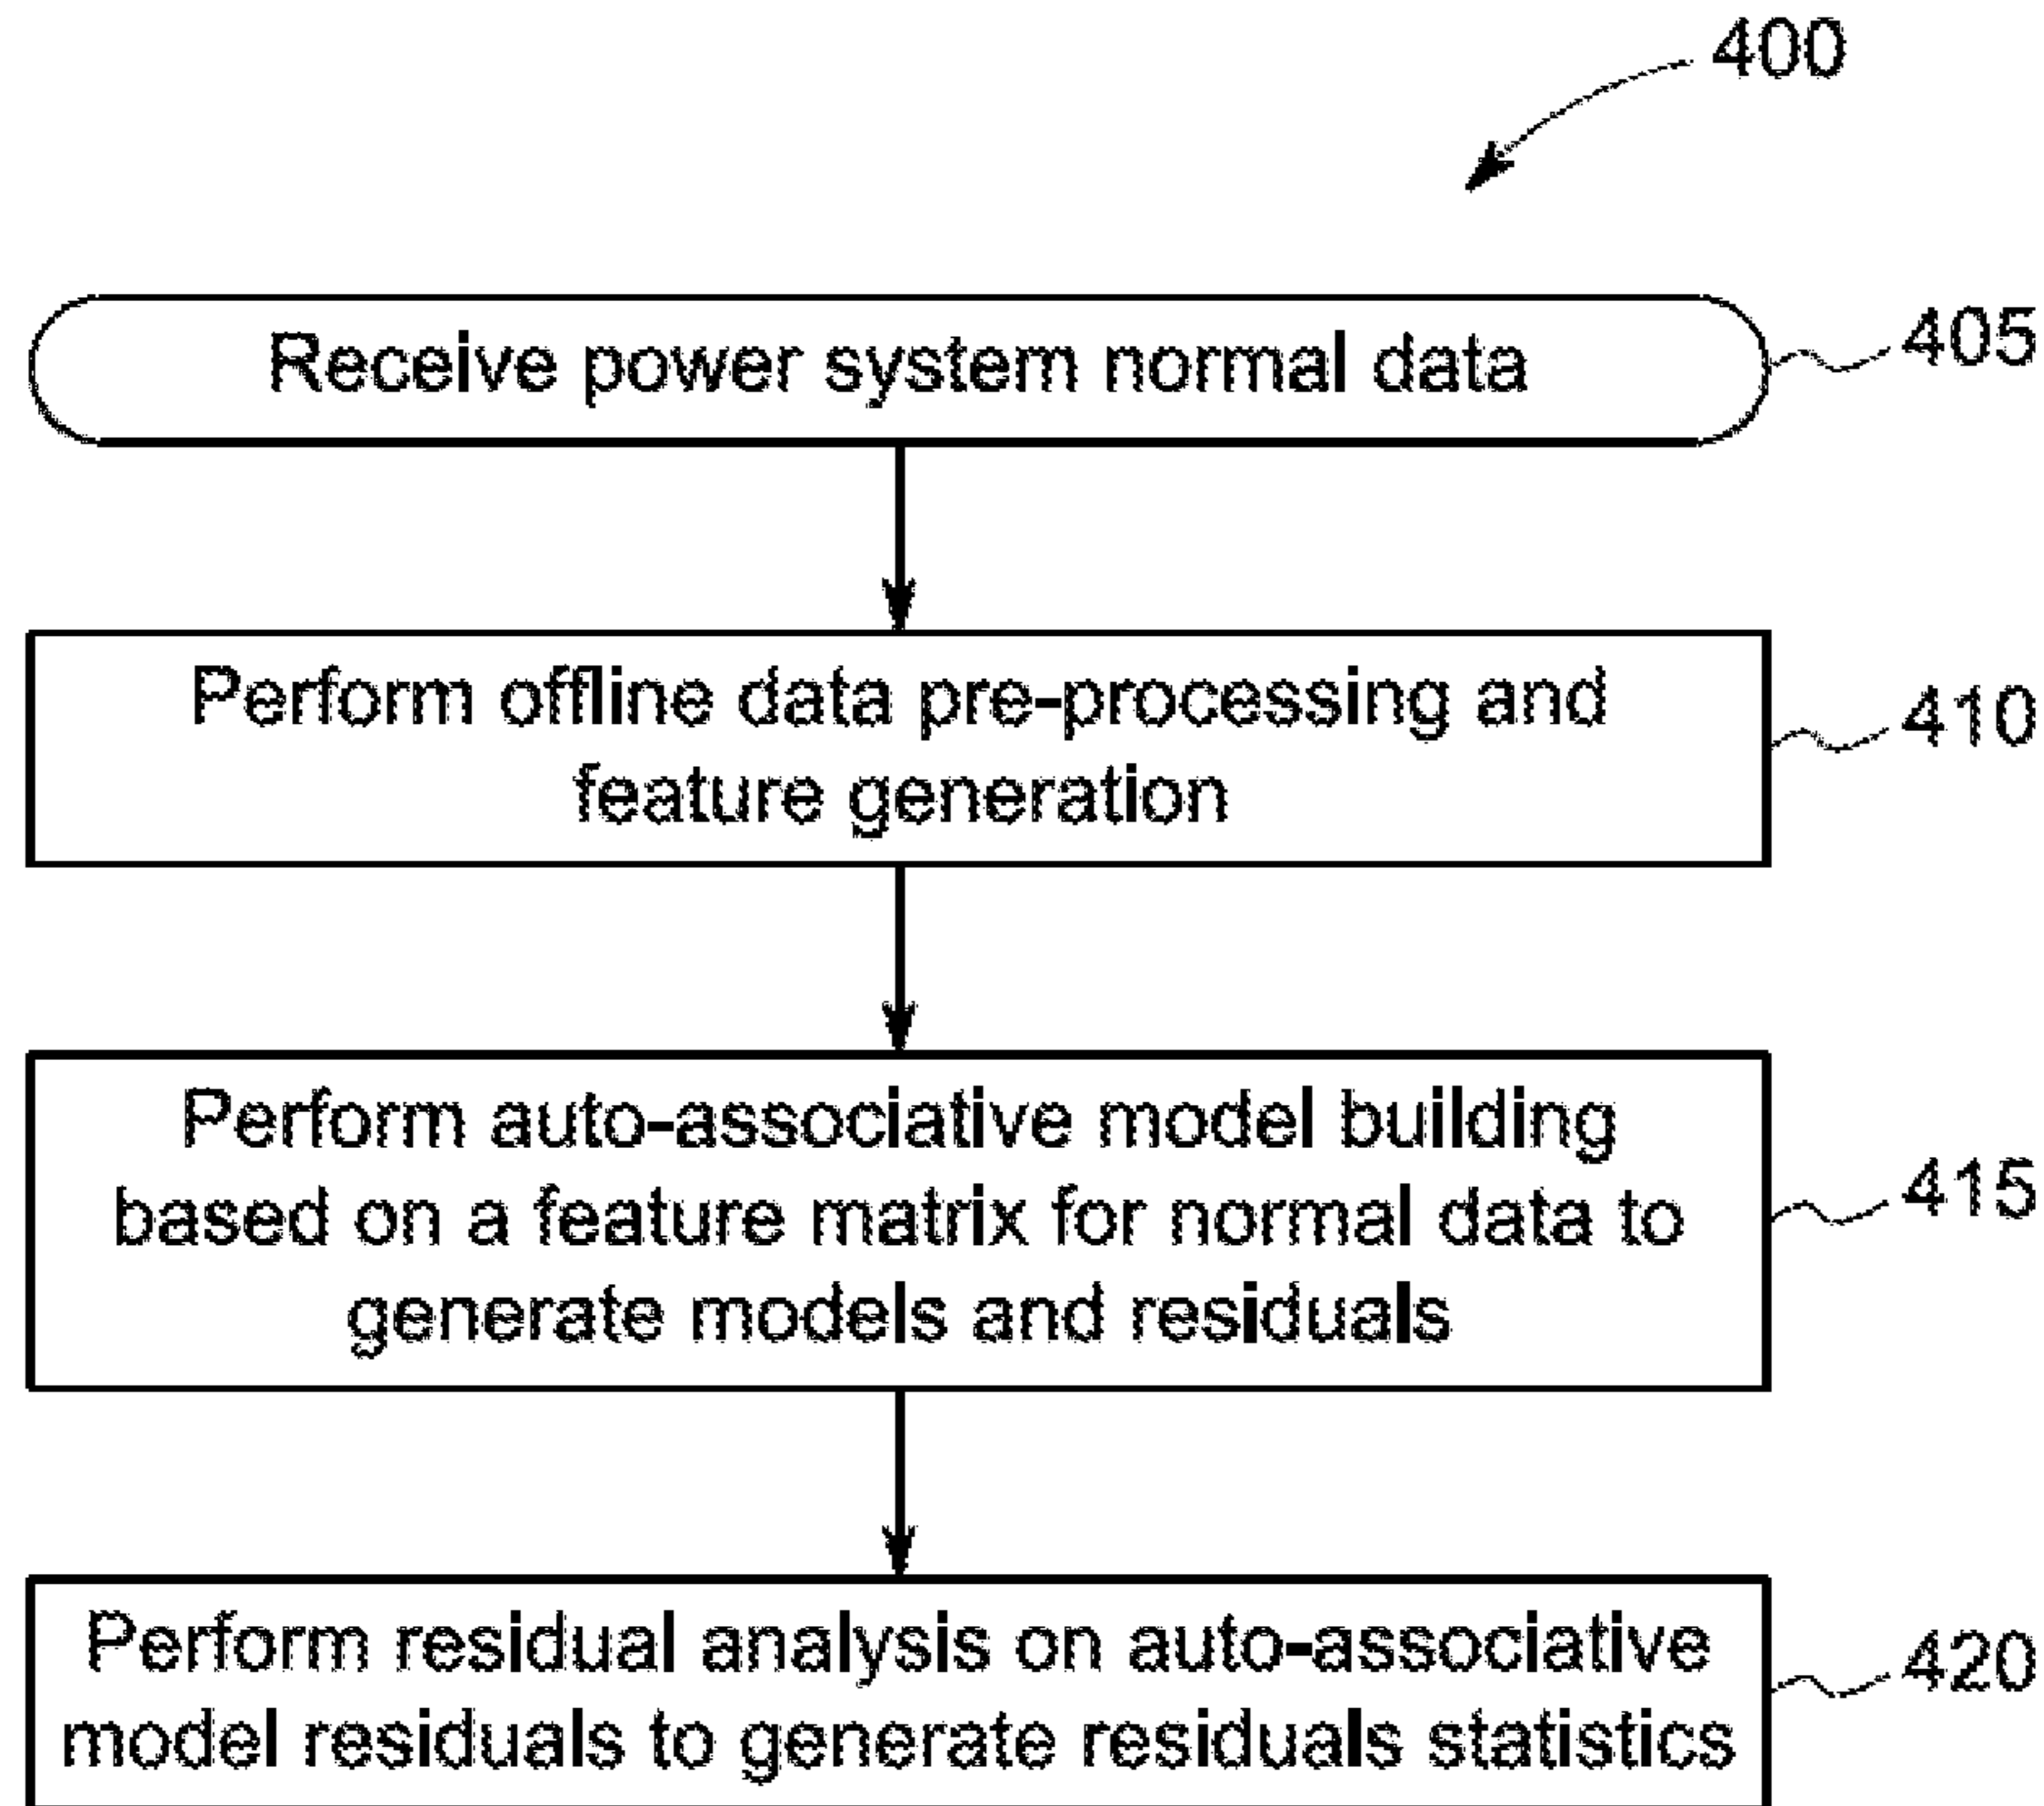 400
Receive power system normal data
405
Perform offline data pre-processing and
feature generation
410
Perform auto-associative model building
based on a feature matrix for normal data to
generate models and residuals
415
Perform residual analysis on auto-associative
model residuals to generate residuals statistics
420